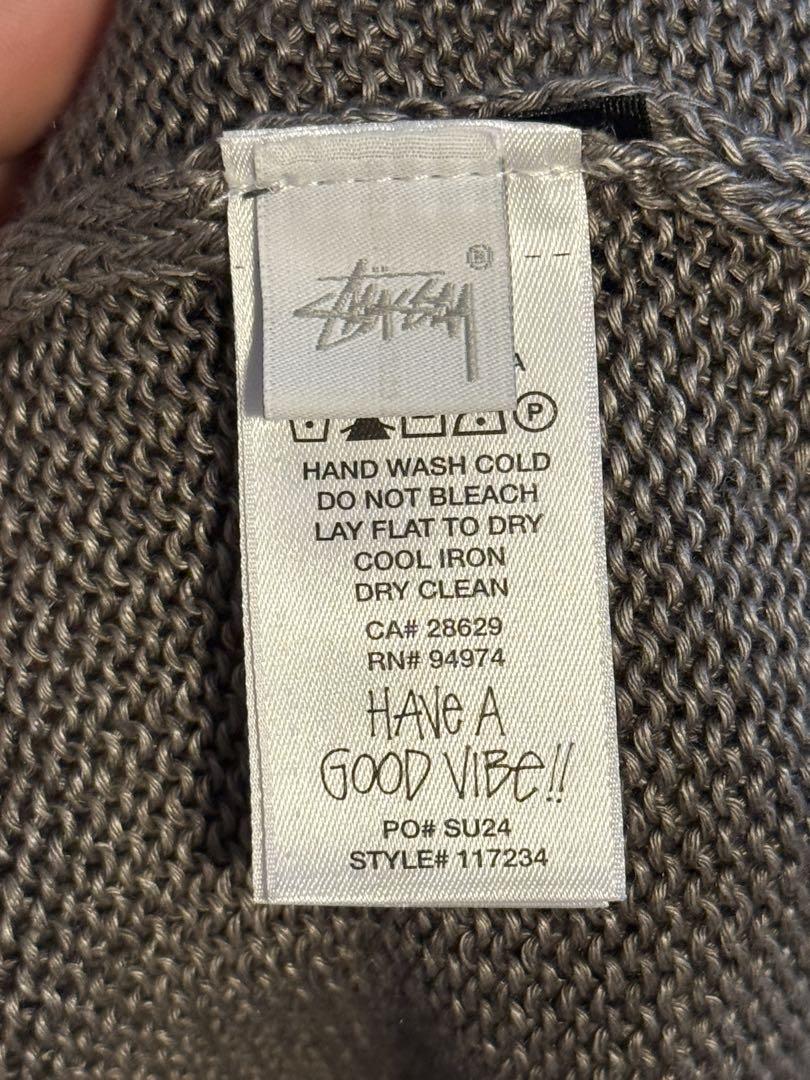 STÜSSY®
A
P
HAND WASH COLD
DO NOT BLEACH
LAY FLAT TO DRY
COOL IRON
DRY CLEAN
CA# 28629
RN# 94974
HAVe A
GOOD VIBe!!
PO# SU24
STYLE# 117234